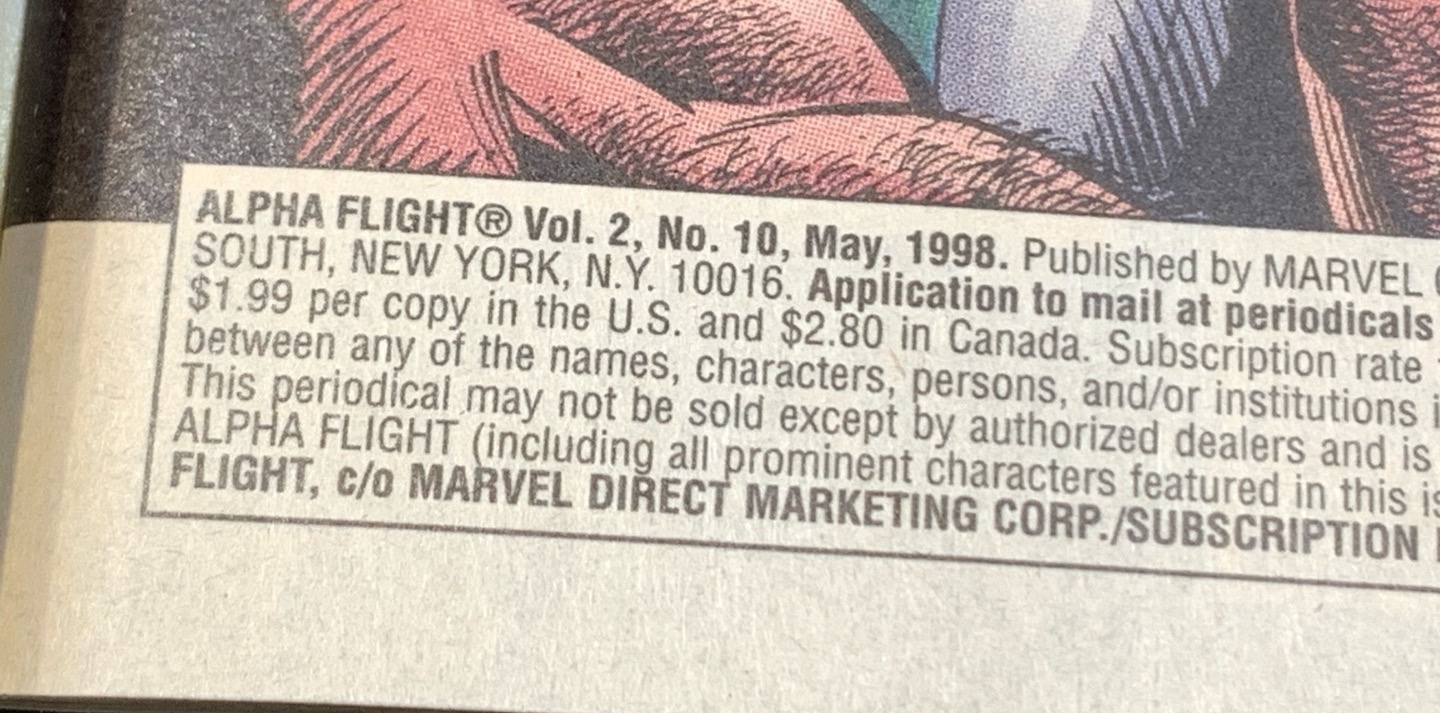 ALPHA FLIGHT® Vol. 2, No. 10, May, 1998. Published by MARVEL
SOUTH, NEW YORK, N.Y. 10016. Application to mail at periodicals
$1.99 per copy in the U.S. and $2.80 in Canada. Subscription rate
between any of the names, characters, persons, and/or institutions
This periodical may not be sold except by authorized dealers and is
ALPHA FLIGHT (including all prominent characters featured in this
FLIGHT, c/o MARVEL DIRECT MARKETING CORP./SUBSCRIPTION